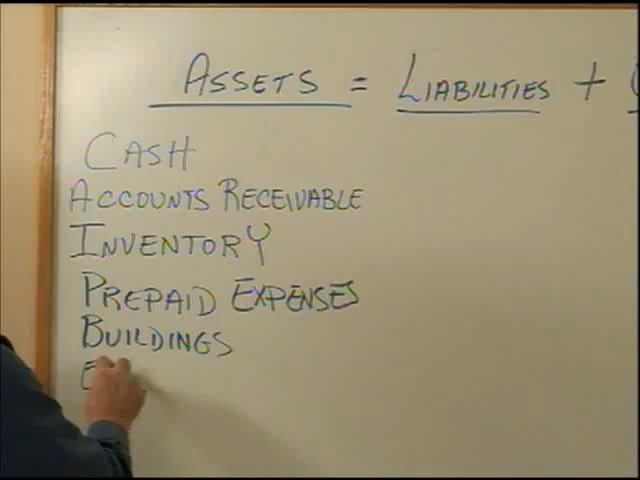 ASSETS = LIABILITIES +
CASH
ACCOUNTS RECEIVABLE
INVENTORY
PREPAID EXPENSES
BUILDINGS
E